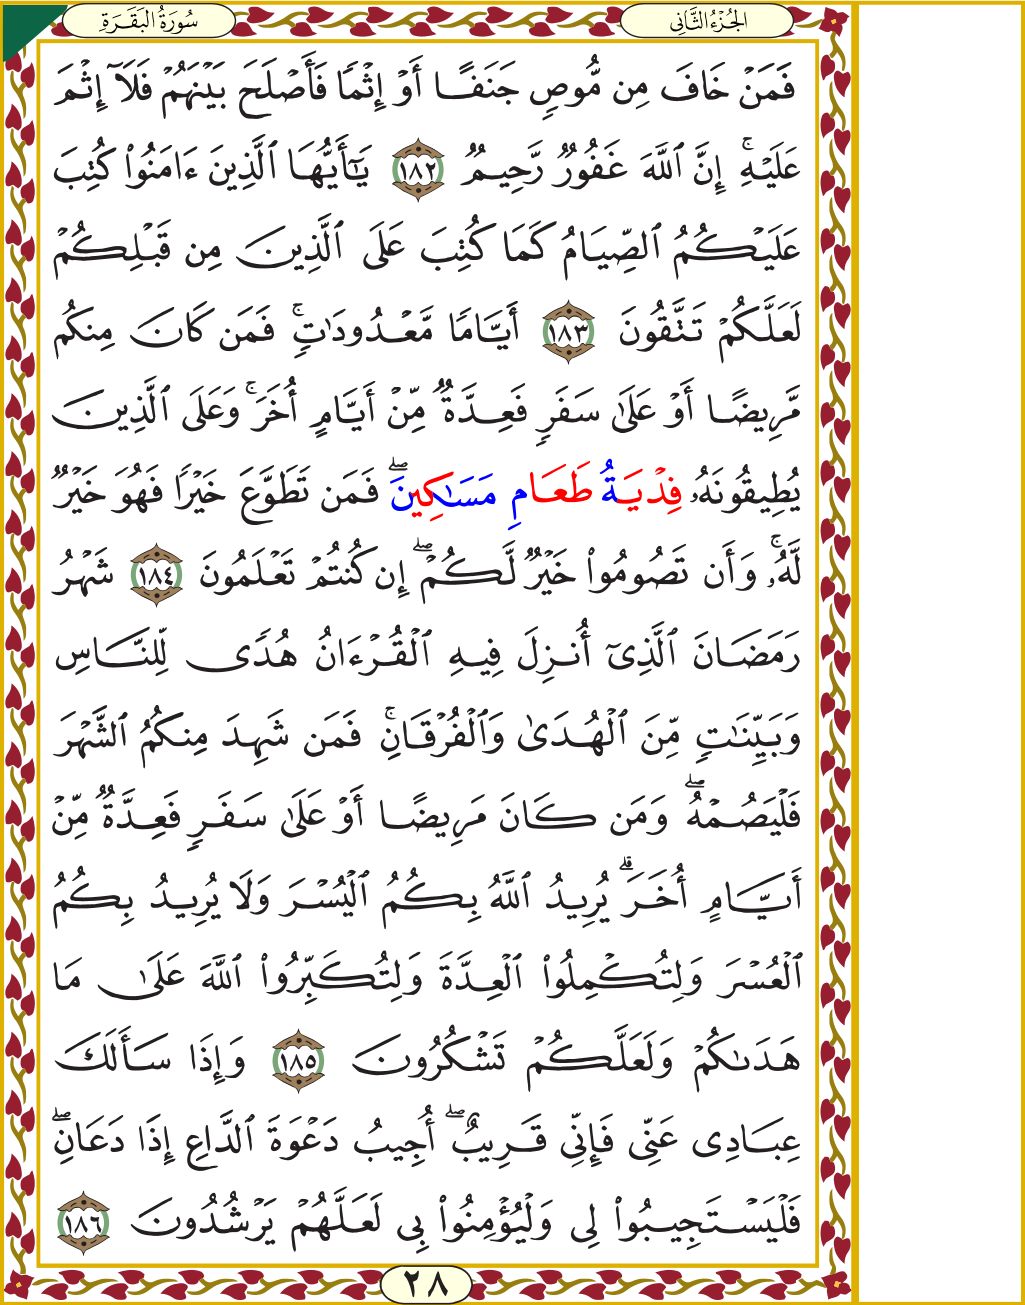 الجُزْءُ الثَّانِي
سُورَةُ البَقَرَةِ
فَمَنْ خَافَ مِن مُّوصٖ جَنَفًا أَوْ إِثْمٗا فَأَصْلَحَ بَيْنَهُمْ فَلَآ إِثْمَ
عَلَيْهِۚ إِنَّ ٱللَّهَ غَفُورٞ رَّحِيمٞ ١٨٢ يَٰٓأَيُّهَا ٱلَّذِينَ ءَامَنُواْ كُتِبَ
عَلَيْكُمُ ٱلصِّيَامُ كَمَا كُتِبَ عَلَى ٱلَّذِينَ مِن قَبْلِكُمْ
لَعَلَّكُمْ تَتَّقُونَ ١٨٣ أَيَّامٗا مَّعْدُودَٰتٖۚ فَمَن كَانَ مِنكُم
مَّرِيضًا أَوْ عَلَىٰ سَفَرٖ فَعِدَّةٞ مِّنْ أَيَّامٍ أُخَرَۚ وَعَلَى ٱلَّذِينَ
يُطِيقُونَهُۥ فِدْيَةُ طَعَامِ مَسَٰكِينَۖ فَمَن تَطَوَّعَ خَيْرٗا فَهُوَ خَيْرٞ
لَّهُۥۚ وَأَن تَصُومُواْ خَيْرٞ لَّكُمْۖ إِن كُنتُمْ تَعْلَمُونَ ١٨٤ شَهْرُ
رَمَضَانَ ٱلَّذِيٓ أُنزِلَ فِيهِ ٱلْقُرْءَانُ هُدٗى لِّلنَّاسِ
وَبَيِّنَٰتٖ مِّنَ ٱلْهُدَىٰ وَٱلْفُرْقَانِۚ فَمَن شَهِدَ مِنكُمُ ٱلشَّهْرَ
فَلْيَصُمْهُۖ وَمَن كَانَ مَرِيضًا أَوْ عَلَىٰ سَفَرٖ فَعِدَّةٞ مِّنْ
أَيَّامٍ أُخَرَۗ يُرِيدُ ٱللَّهُ بِكُمُ ٱلْيُسْرَ وَلَا يُرِيدُ بِكُمُ
ٱلْعُسْرَ وَلِتُكْمِلُواْ ٱلْعِدَّةَ وَلِتُكَبِّرُواْ ٱللَّهَ عَلَىٰ مَا
هَدَىٰكُمْ وَلَعَلَّكُمْ تَشْكُرُونَ ١٨٥ وَإِذَا سَأَلَكَ
عِبَادِي عَنِّي فَإِنِّي قَرِيبٌۖ أُجِيبُ دَعْوَةَ ٱلدَّاعِ إِذَا دَعَانِۖ
فَلْيَسْتَجِيبُواْ لِي وَلْيُؤْمِنُواْ بِي لَعَلَّهُمْ يَرْشُدُونَ ١٨٦
٢٨